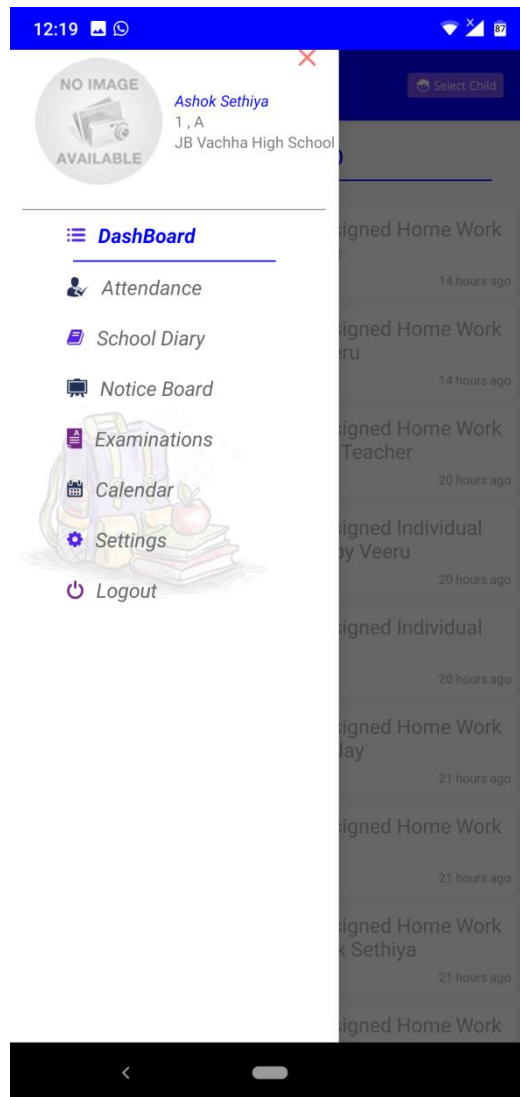 12:19
87
NO IMAGE
AVAILABLE
Ashok Sethiya
1 , A
JB Vachha High School
Select Child
DashBoard
Attendance
School Diary
Notice Board
Examinations
Calendar
Settings
Logout
signed Home Work
14 hours ago
signed Home Work
eru
14 hours ago
signed Home Work
Teacher
20 hours ago
signed Individual
by Veeru
20 hours ago
signed Individual
20 hours ago
signed Home Work
day
21 hours ago
signed Home Work
21 hours ago
signed Home Work
k Sethiya
21 hours ago
signed Home Work